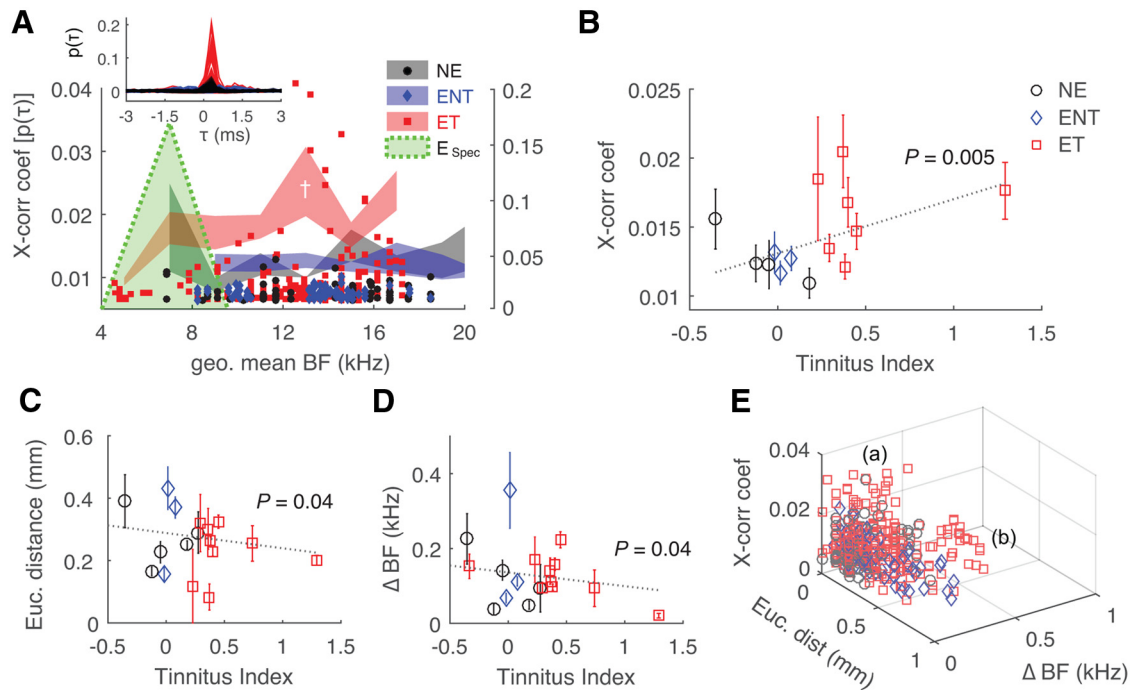 A
p(τ)
0.2
0.1
0
-3 -1.5 0 1.5 3
τ (ms)
NE
ENT
ET
E Spec
X-corr coef [p(τ)]
0.04
0.03
0.02
0.01
†
0.2
0.15
0.1
0.05
0
4 8 12 16 20
geo. mean BF (kHz)
B
X-corr coef
0.025
0.02
0.015
0.01
P = 0.005
NE
ENT
ET
-0.5 0 0.5 1 1.5
Tinnitus Index
C
Euc. distance (mm)
0.6
0.4
0.2
0
P = 0.04
-0.5 0 0.5 1 1.5
Tinnitus Index
D
Δ BF (kHz)
0.4
0.2
0
P = 0.04
-0.5 0 0.5 1 1.5
Tinnitus Index
E
X-corr coef
0.04
0.02
0
(a)
(b)
0
0.5
1
Euc. dist (mm)
0
0.5
1
Δ BF (kHz)